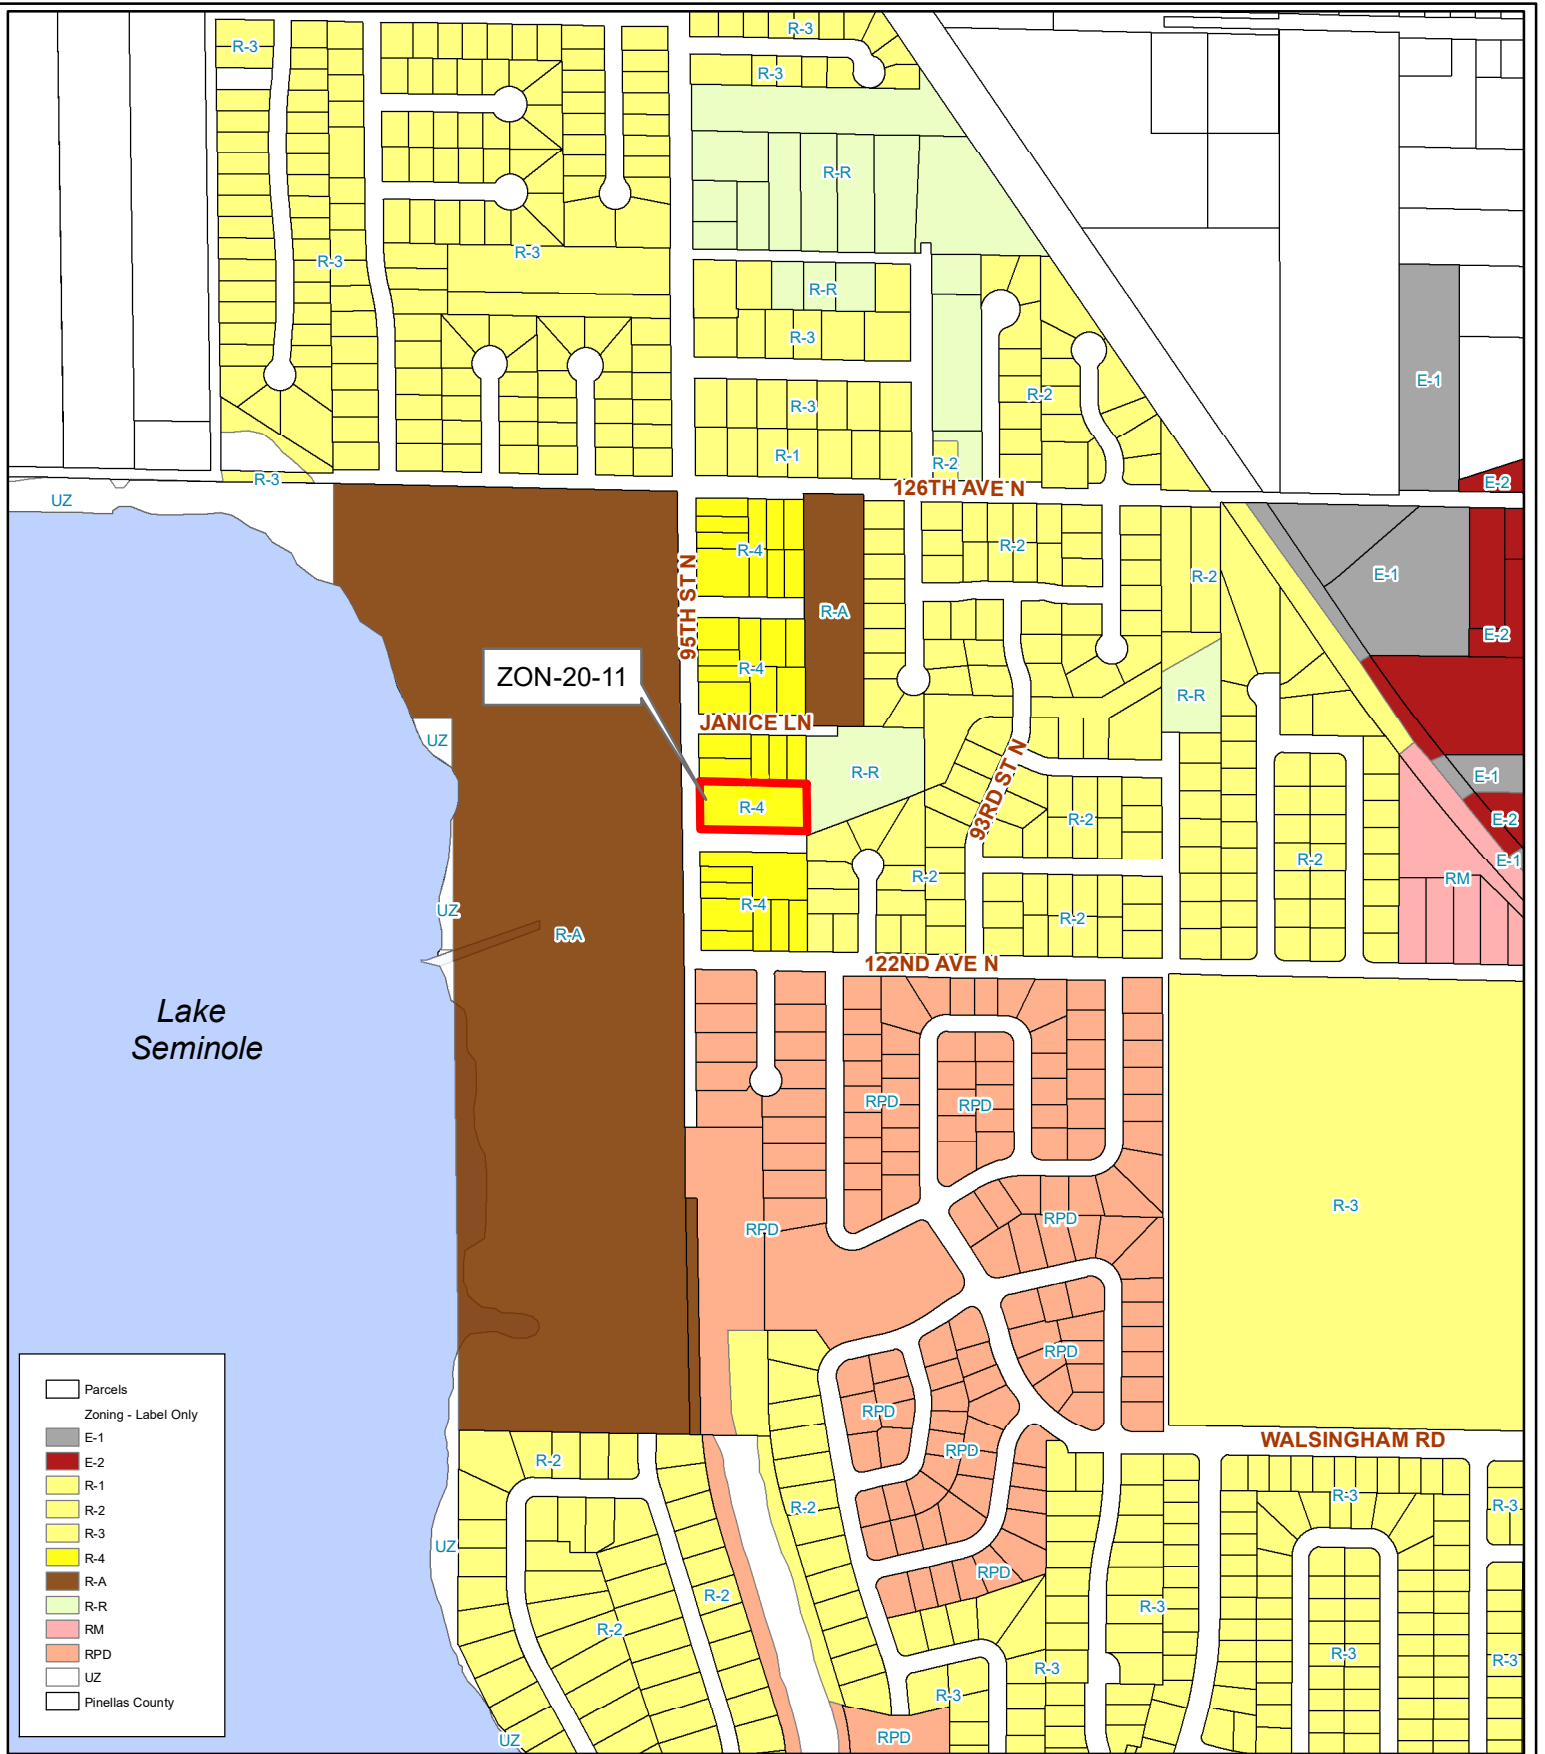 R-3
R-3
R-3
R-R
R-3
R-3
R-R
R-3
E-1
R-2
R-3
R-1
R-2
R-3
E-2
126TH AVE N
UZ
R-4
R-2
95TH ST N
R-A
R-2
E-1
E-2
ZON-20-11
R-4
R-R
JANICE LN
UZ
R-R
93RD ST N
E-1
R-4
R-2
E-2
R-2
E-1
R-2
RM
R-4
UZ
R-2
R-A
122ND AVE N
Lake
Seminole
RPD
RPD
R-3
RPD
RPD
RPD
RPD
RPD
WALSINGHAM RD
R-2
R-2
R-3
R-3
UZ
RPD
R-2
R-3
R-2
R-3
R-3
R-3
R-3
RPD
UZ
Parcels
Zoning - Label Only
E-1
E-2
R-1
R-2
R-3
R-4
R-A
R-R
RM
RPD
UZ
Pinellas County